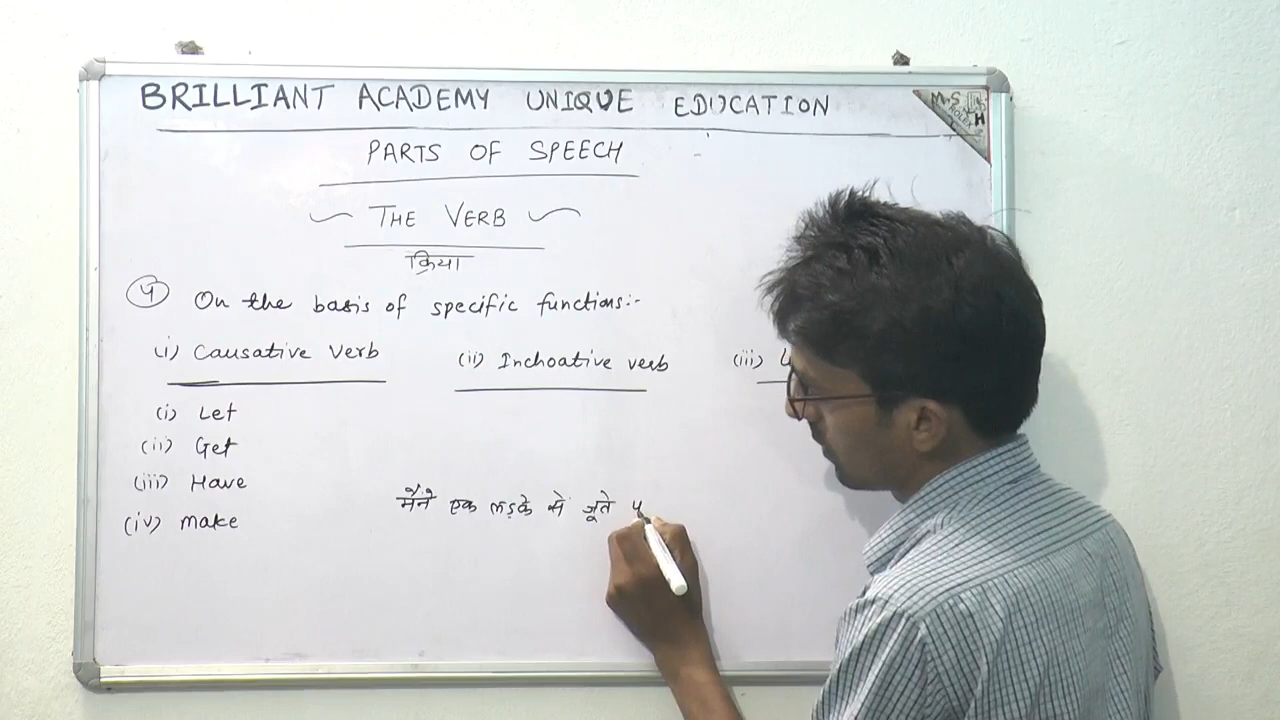 BRILLIANT ACADEMY UNIQUE EDUCATION
M.S
ROLEX
PARTS OF SPEECH
THE VERB
क्रिया
4 On the basis of specific functions:-
(i) Causative Verb (ii) Inchoative verb (iii)
(i) Let
(ii) Get
(iii) Have
(iv) make
मैंने एक लड़के से जूते